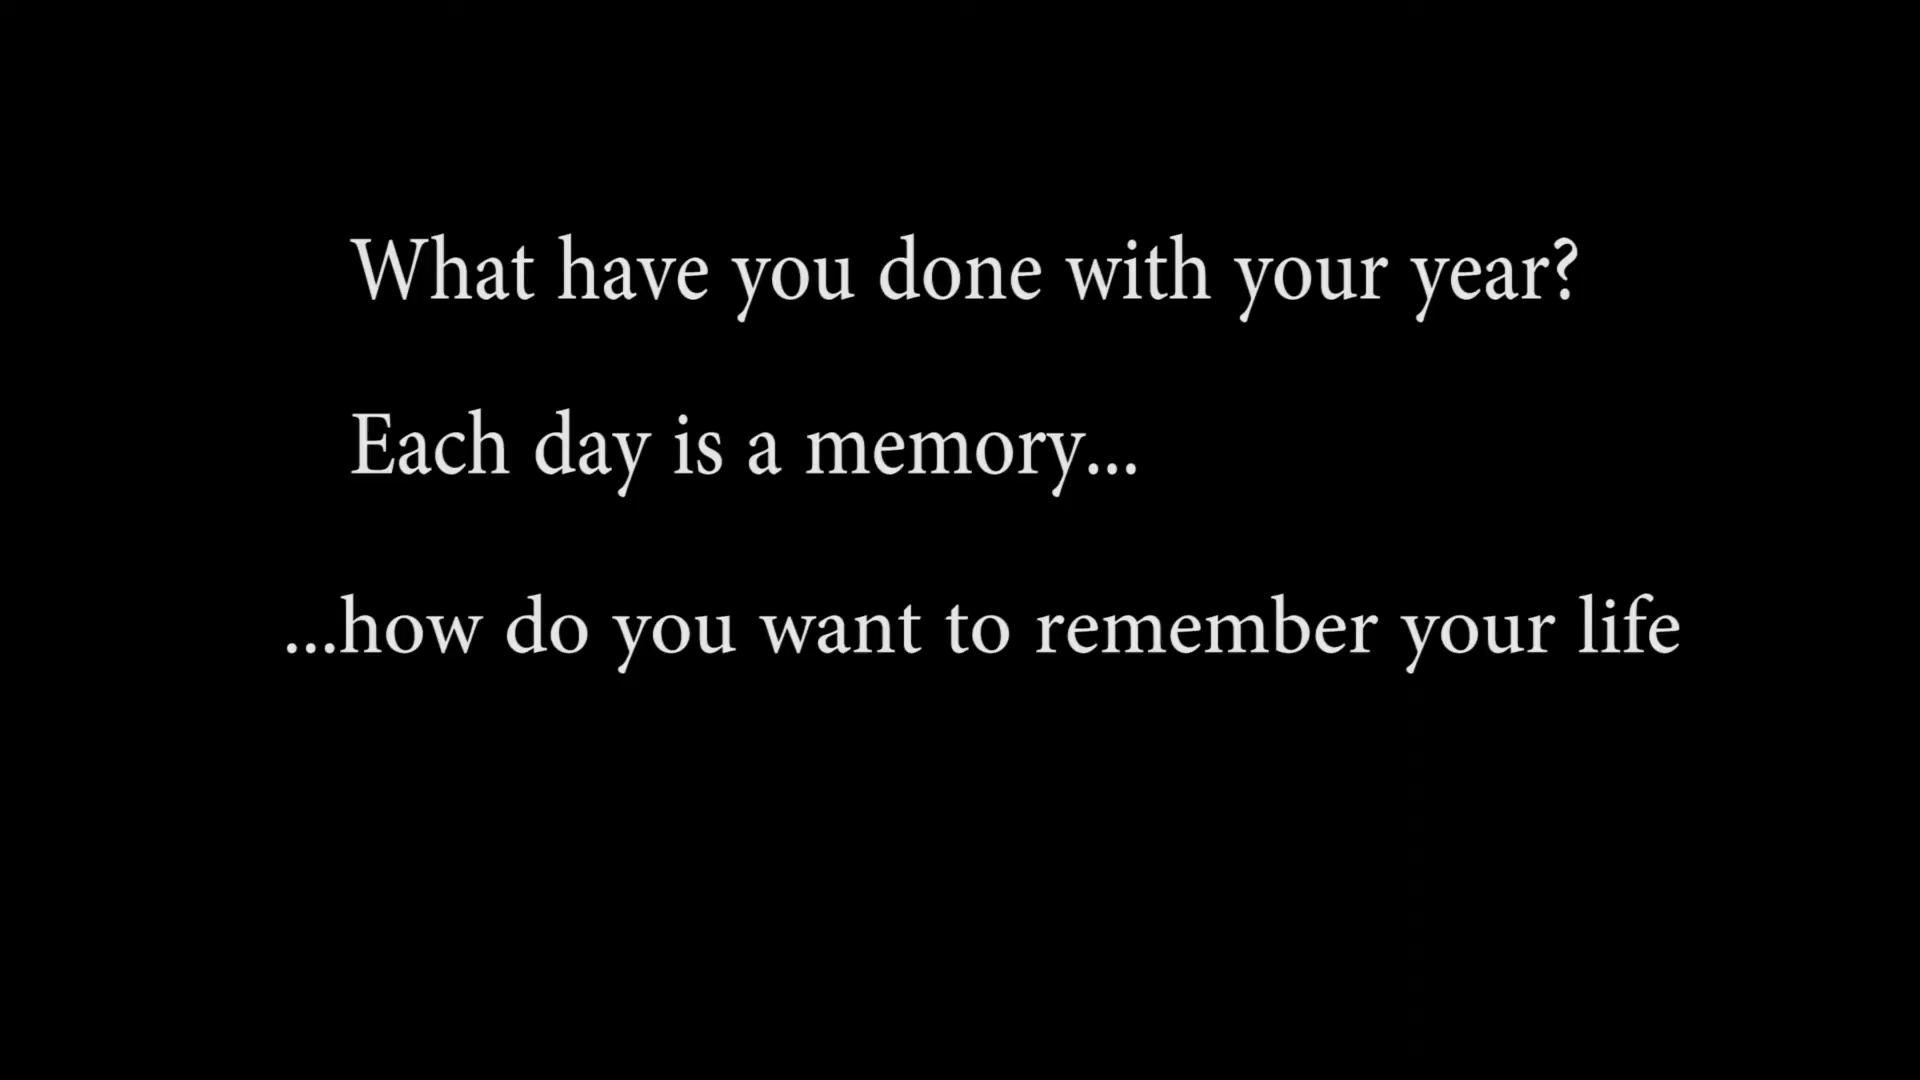 What have you done with your year?
Each day is a memory...
...how do you want to remember your life